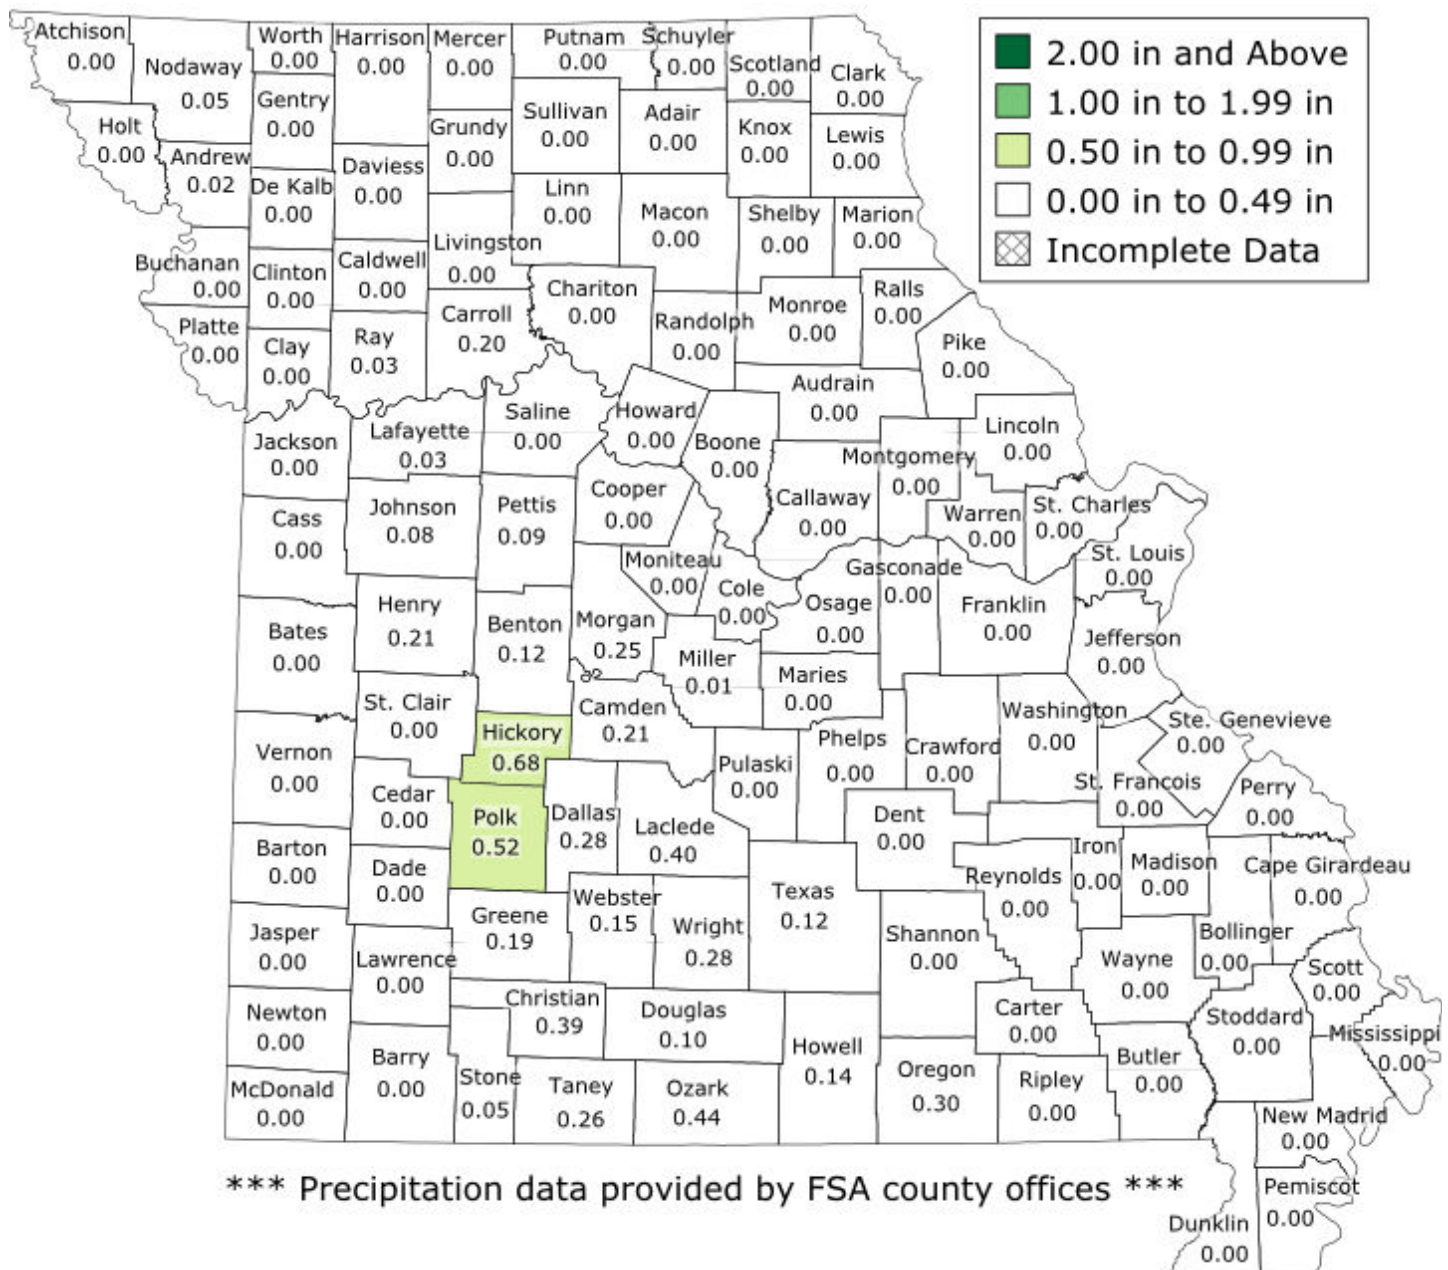 Atchison
0.00
Nodaway
0.05
Worth
0.00
Harrison
0.00
Mercer
0.00
Putnam
0.00
Schuyler
0.00
Scotland
0.00
Clark
0.00
2.00 in and Above
1.00 in to 1.99 in
0.50 in to 0.99 in
0.00 in to 0.49 in
Incomplete Data
Holt
0.00
Andrew
0.02
Gentry
0.00
De Kalb
0.00
Daviess
0.00
Grundy
0.00
Sullivan
0.00
Adair
0.00
Knox
0.00
Lewis
0.00
Linn
0.00
Macon
0.00
Shelby
0.00
Marion
0.00
Buchanan
0.00
Clinton
0.00
Caldwell
0.00
Livingston
0.00
Chariton
0.00
Randolph
0.00
Monroe
0.00
Ralls
0.00
Pike
0.00
Platte
0.00
Clay
0.00
Ray
0.03
Carroll
0.20
Audrain
0.00
Jackson
0.00
Lafayette
0.03
Saline
0.00
Howard
0.00
Boone
0.00
Callaway
0.00
Montgomery
0.00
Lincoln
0.00
Warren
0.00
St. Charles
0.00
St. Louis
0.00
Cass
0.00
Johnson
0.08
Pettis
0.09
Cooper
0.00
Moniteau
0.00
Cole
0.00
Osage
0.00
Gasconade
0.00
Franklin
0.00
Jefferson
0.00
Bates
0.00
Henry
0.21
Benton
0.12
Morgan
0.25
Miller
0.01
Maries
0.00
St. Clair
0.00
Hickory
0.68
Camden
0.21
Pulaski
0.00
Phelps
0.00
Crawford
0.00
Washington
0.00
Ste. Genevieve
0.00
St. Francois
0.00
Perry
0.00
Vernon
0.00
Cedar
0.00
Polk
0.52
Dallas
0.28
Laclede
0.40
Dent
0.00
Iron
0.00
Madison
0.00
Cape Girardeau
0.00
Barton
0.00
Dade
0.00
Greene
0.19
Webster
0.15
Wright
0.28
Texas
0.12
Reynolds
0.00
Shannon
0.00
Wayne
0.00
Bollinger
0.00
Scott
0.00
Jasper
0.00
Lawrence
0.00
Christian
0.39
Douglas
0.10
Howell
0.14
Carter
0.00
Stoddard
0.00
Mississippi
0.00
Newton
0.00
Barry
0.00
Stone
0.05
Taney
0.26
Ozark
0.44
Oregon
0.30
Ripley
0.00
Butler
0.00
McDonald
0.00
New Madrid
0.00
*** Precipitation data provided by FSA county offices ***
Pemiscot
0.00
Dunklin
0.00